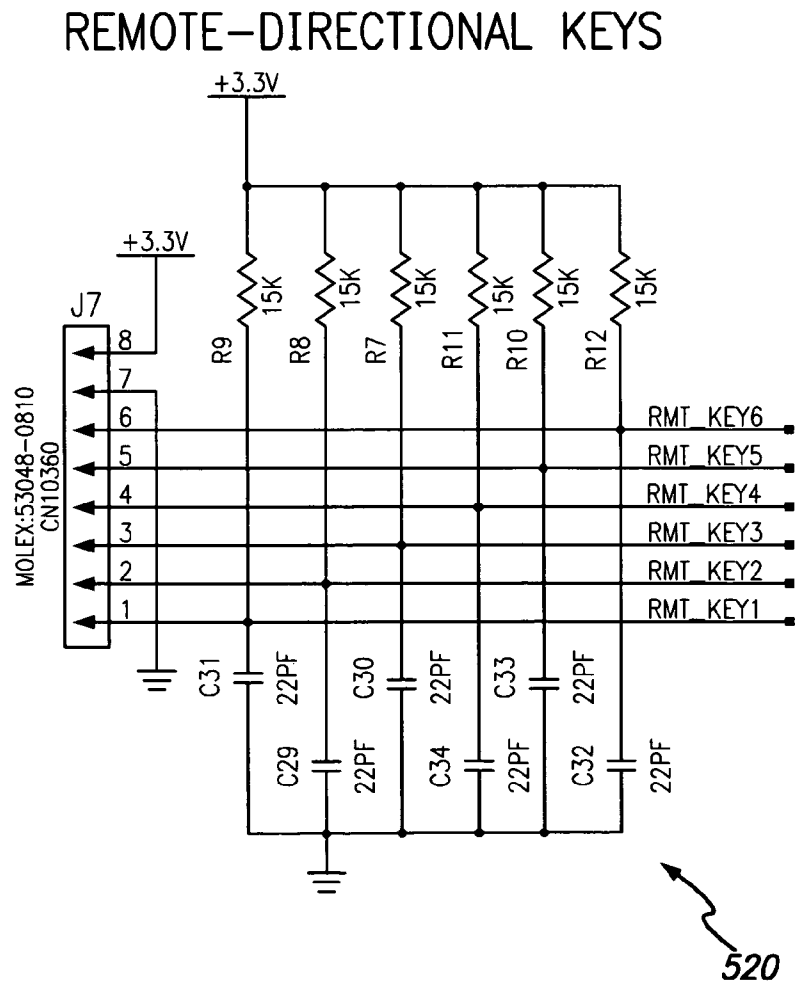 REMOTE-DIRECTIONAL KEYS
+3.3V
+3.3V
J7
15K
15K
15K
15K
15K
15K
R9
R8
R7
R11
R10
R12
MOLEX:53048-0810
CN10360
8
7
6
RMT_KEY6
5
RMT_KEY5
4
RMT_KEY4
3
RMT_KEY3
2
RMT_KEY2
1
RMT_KEY1
C31
22PF
C30
22PF
C33
22PF
C29
22PF
C34
22PF
C32
22PF
520